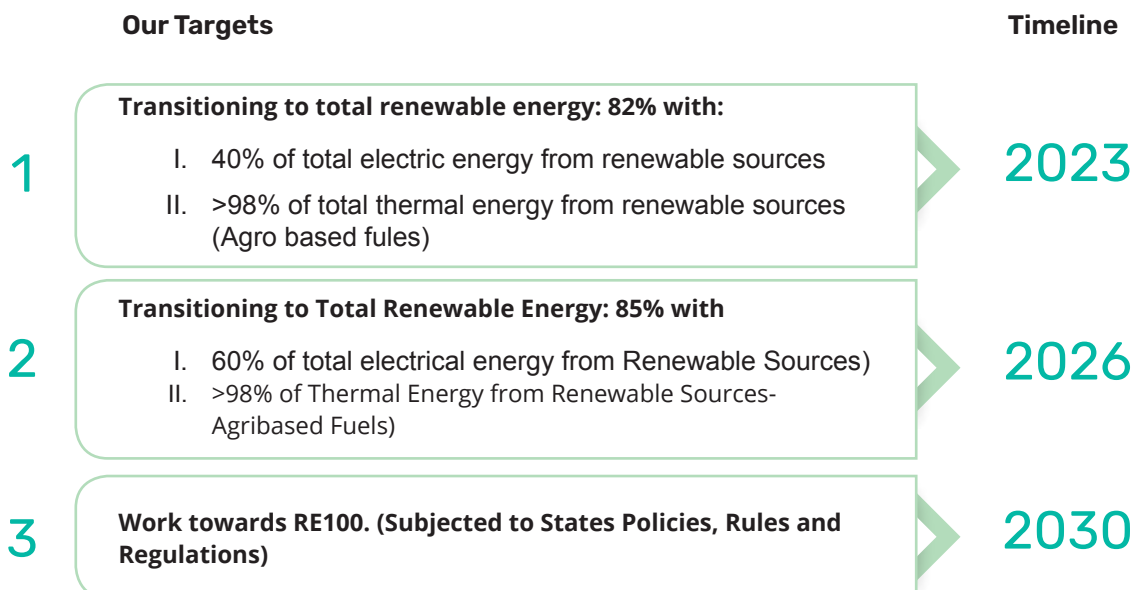 Our Targets
Timeline
1
Transitioning to total renewable energy: 82% with:
I. 40% of total electric energy from renewable sources
II. >98% of total thermal energy from renewable sources
(Agro based fules)
2023
2
Transitioning to Total Renewable Energy: 85% with
I. 60% of total electrical energy from Renewable Sources)
II. >98% of Thermal Energy from Renewable Sources-
Agribased Fuels)
2026
3
Work towards RE100. (Subjected to States Policies, Rules and
Regulations)
2030